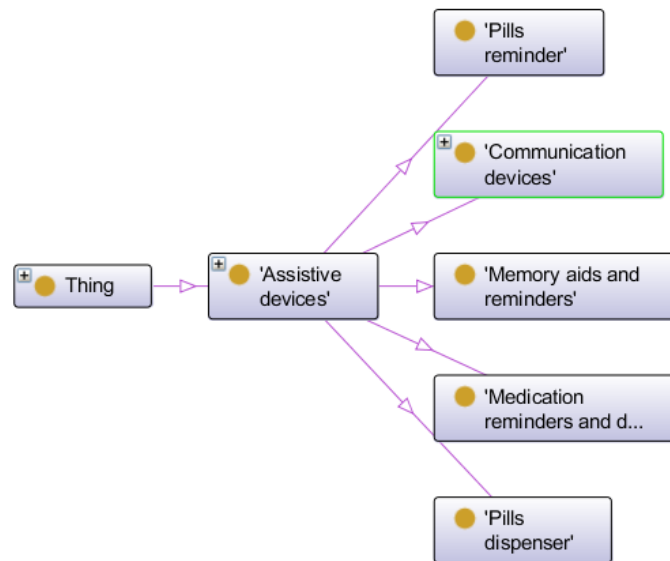 'Pills
reminder'
'Communication
devices'
Thing
'Assistive
devices'
'Memory aids and
reminders'
'Medication
reminders and d...
'Pills
dispenser'